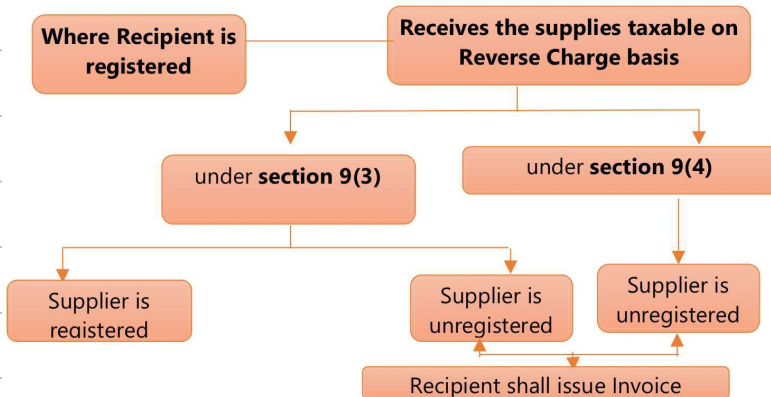 Where Recipient is
registered
Receives the supplies taxable on
Reverse Charge basis
under section 9(3)
under section 9(4)
Supplier is
registered
Supplier is
unregistered
Supplier is
unregistered
Recipient shall issue Invoice